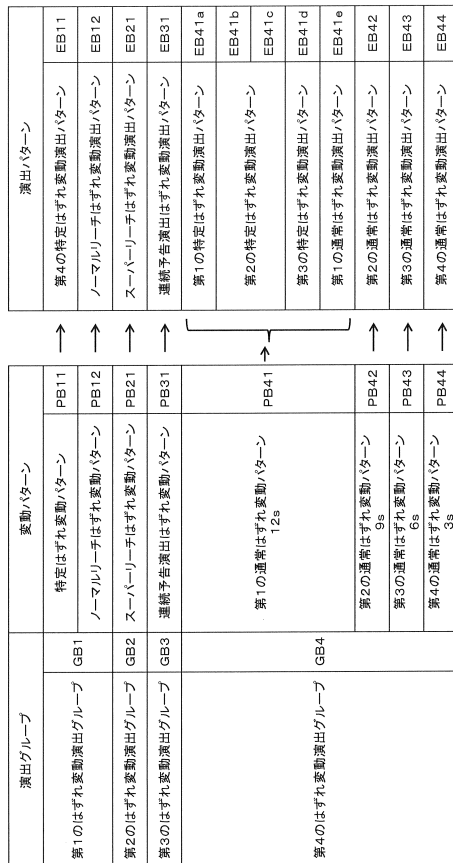 演出グループ
変動パターン
演出パターン
第1のはずれ変動演出グループ GB1
特定はずれ変動パターン PB11 → 第4の特定はずれ変動演出パターン EB11
ノーマルリーチはずれ変動パターン PB12 → ノーマルリーチはずれ変動演出パターン EB12
第2のはずれ変動演出グループ GB2 スーパーリーチはずれ変動パターン PB21 → スーパーリーチはずれ変動演出パターン EB21
第3のはずれ変動演出グループ GB3 連続予告演出はずれ変動パターン PB31 → 連続予告演出はずれ変動演出パターン EB31
第4のはずれ変動演出グループ GB4
第1の通常はずれ変動パターン PB41 →
12s
第1の特定はずれ変動演出パターン EB41a
第2の特定はずれ変動演出パターン EB41b
EB41c
第3の特定はずれ変動演出パターン EB41d
第1の通常はずれ変動演出パターン EB41e
第2の通常はずれ変動パターン PB42 → 第2の通常はずれ変動演出パターン EB42
9s
第3の通常はずれ変動パターン PB43 → 第3の通常はずれ変動演出パターン EB43
6s
第4の通常はずれ変動パターン PB44 → 第4の通常はずれ変動演出パターン EB44
3s